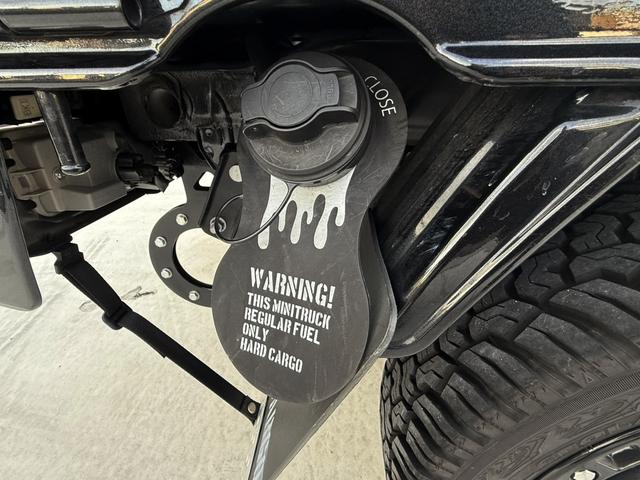 CLOSE
WARNING!
THIS MINITRUCK
REGULAR FUEL
ONLY
HARD CARGO